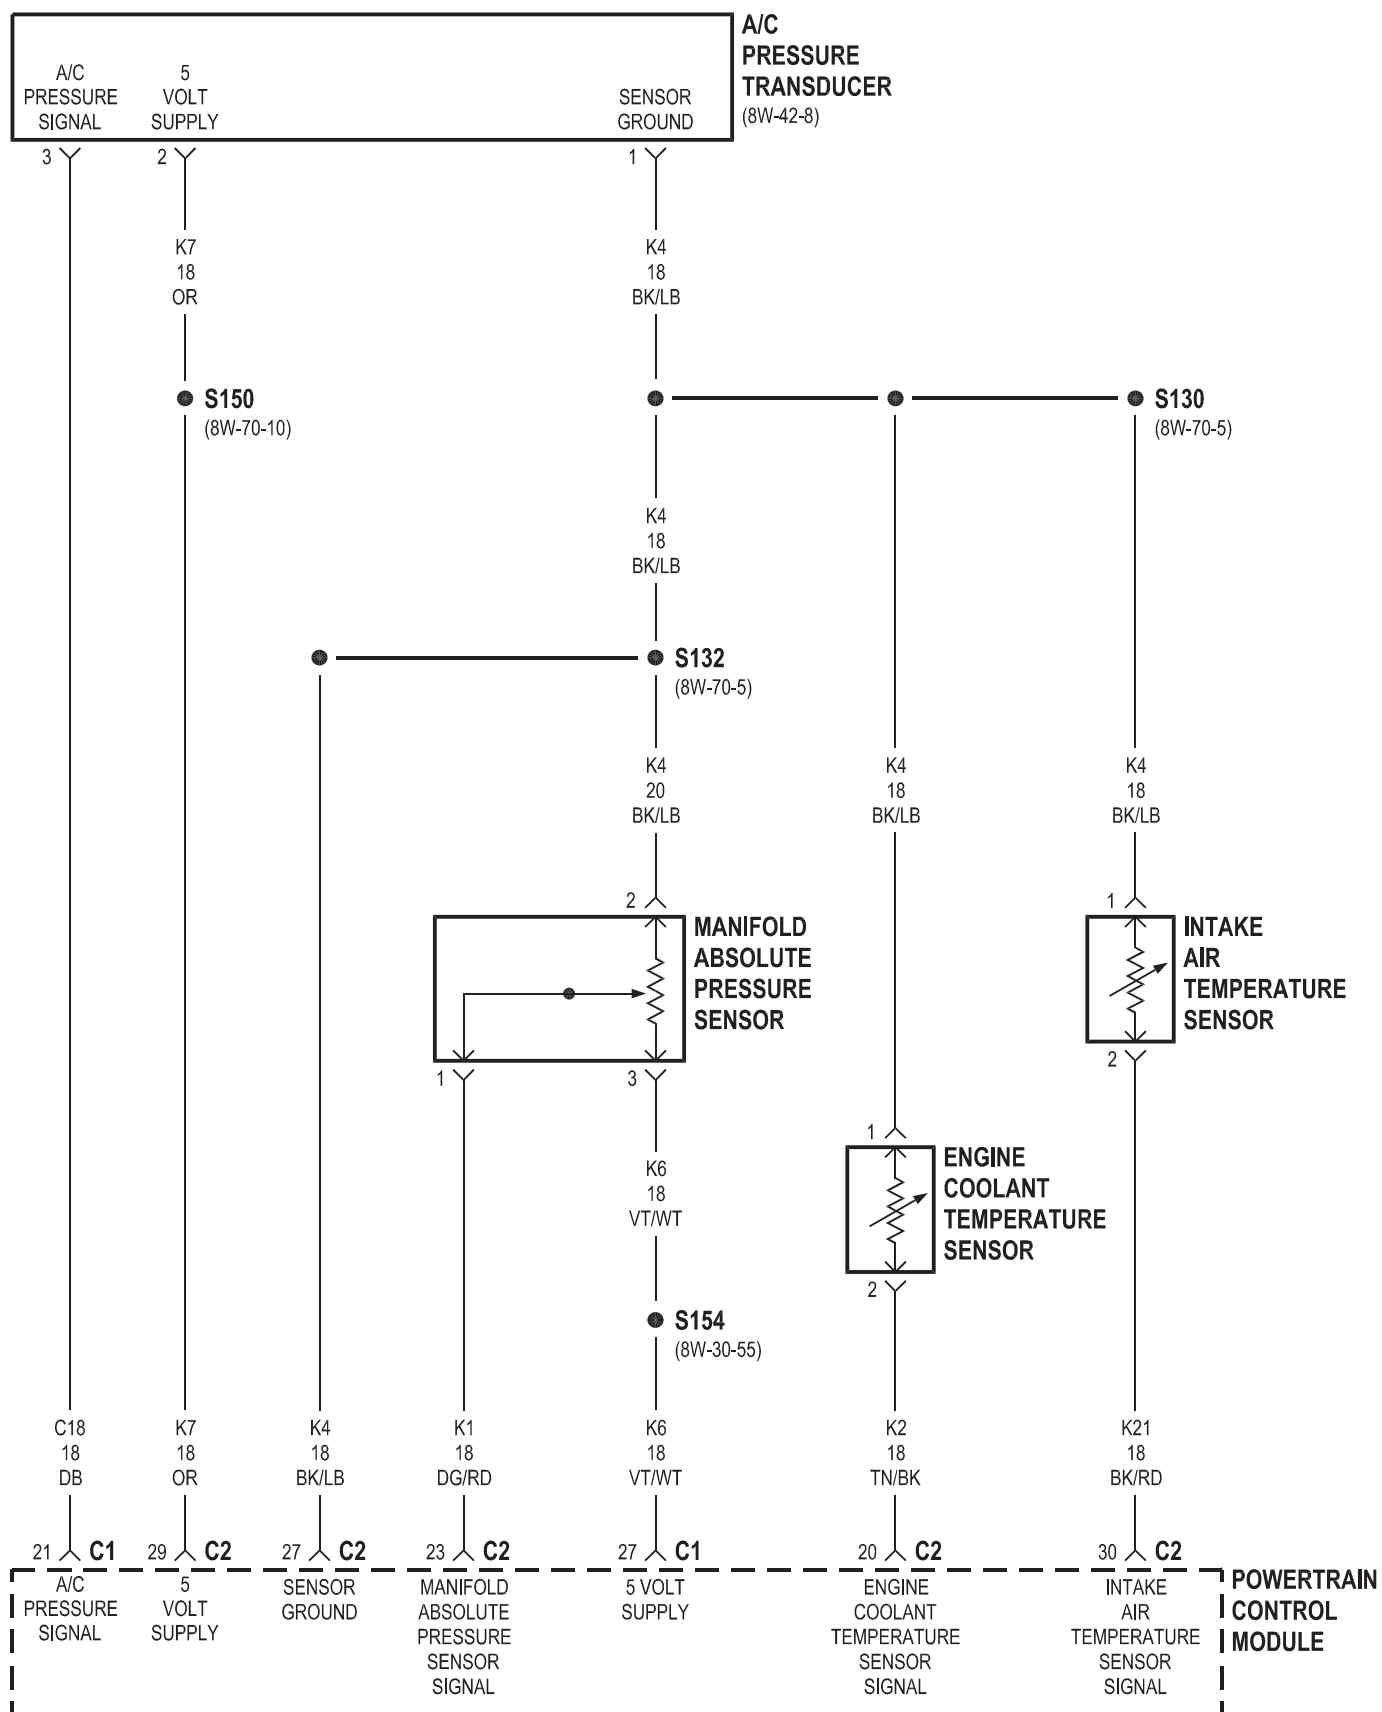 A/C
PRESSURE
TRANSDUCER
(8W-42-8)
A/C
PRESSURE
SIGNAL
5
VOLT
SUPPLY
SENSOR
GROUND
3
2
1
K7
18
OR
K4
18
BK/LB
S150
(8W-70-10)
S130
(8W-70-5)
K4
18
BK/LB
S132
(8W-70-5)
K4
20
BK/LB
K4
18
BK/LB
K4
18
BK/LB
2
MANIFOLD
ABSOLUTE
PRESSURE
SENSOR
1
3
1
INTAKE
AIR
TEMPERATURE
SENSOR
2
1
ENGINE
COOLANT
TEMPERATURE
SENSOR
2
K6
18
VT/WT
S154
(8W-30-55)
C18
18
DB
K7
18
OR
K4
18
BK/LB
K1
18
DG/RD
K6
18
VT/WT
K2
18
TN/BK
K21
18
BK/RD
21 C1
29 C2
27 C2
23 C2
27 C1
20 C2
30 C2
A/C
PRESSURE
SIGNAL
5
VOLT
SUPPLY
SENSOR
GROUND
MANIFOLD
ABSOLUTE
PRESSURE
SENSOR
SIGNAL
5 VOLT
SUPPLY
ENGINE
COOLANT
TEMPERATURE
SENSOR
SIGNAL
INTAKE
AIR
TEMPERATURE
SENSOR
SIGNAL
POWERTRAIN
CONTROL
MODULE